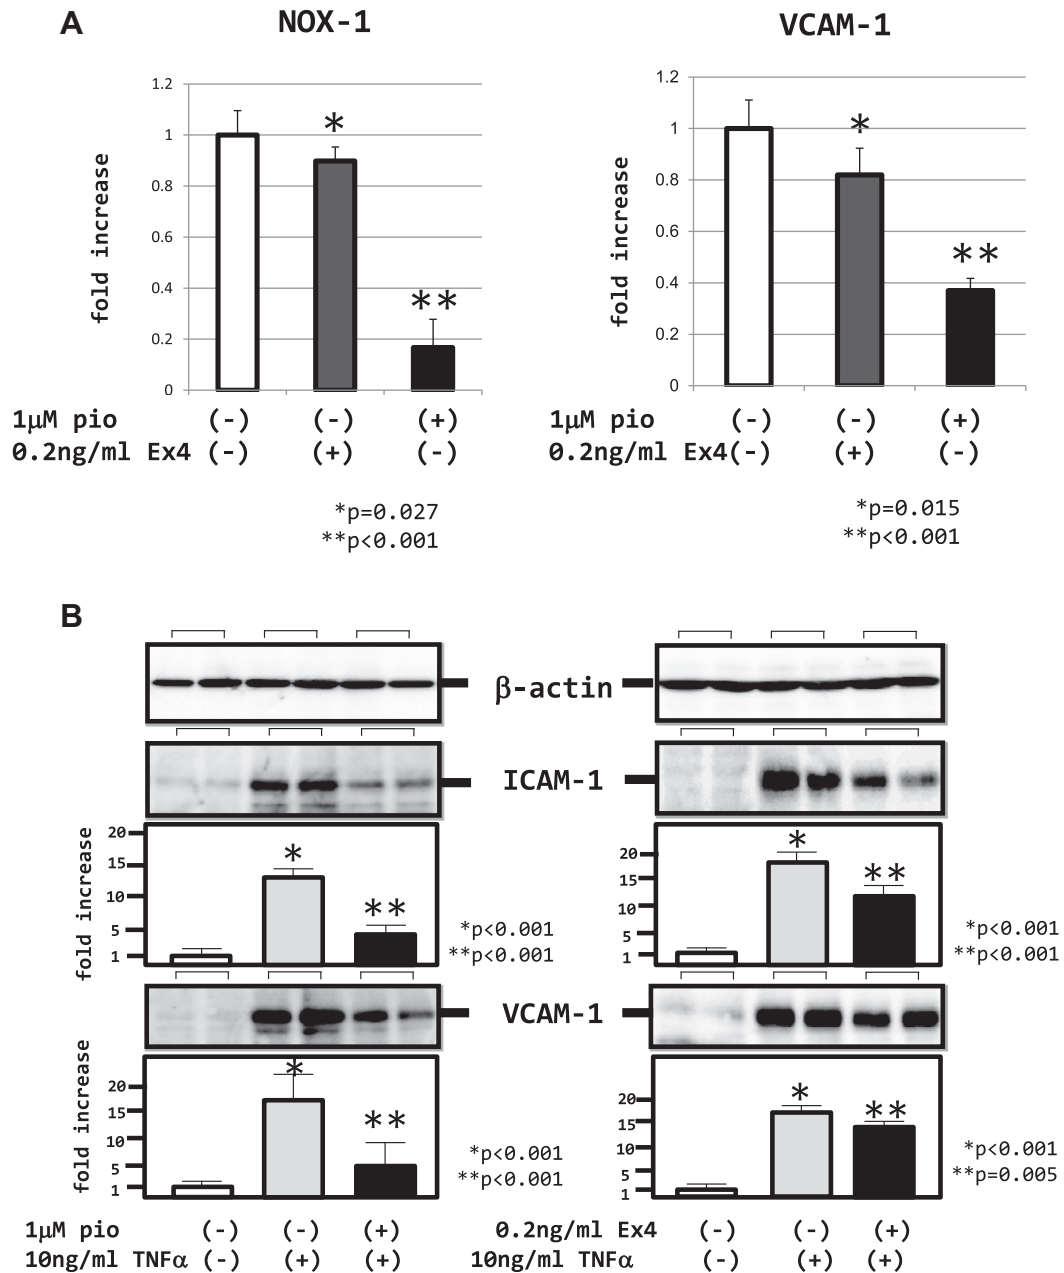 A
NOX-1
VCAM-1
1.2
1
0.8
0.6
0.4
0.2
0
fold increase
*
**
1.2
1
0.8
0.6
0.4
0.2
0
fold increase
*
**
1μM pio (-) (-) (+)
0.2ng/ml Ex4 (-) (+) (-)
1μM pio (-) (-) (+)
0.2ng/ml Ex4(-) (+) (-)
*p=0.027
**p<0.001
*p=0.015
**p<0.001
B
β-actin
ICAM-1
fold increase
20
15
10
5
1
*
**
*p<0.001
**p<0.001
20
15
10
5
1
*
**
*p<0.001
**p<0.001
VCAM-1
fold increase
20
15
10
5
1
*
**
*p<0.001
**p<0.001
20
15
10
5
1
*
**
*p<0.001
**p=0.005
1μM pio (-) (-) (+)
10ng/ml TNFα (-) (+) (+)
0.2ng/ml Ex4 (-) (-) (+)
10ng/ml TNFα (-) (+) (+)